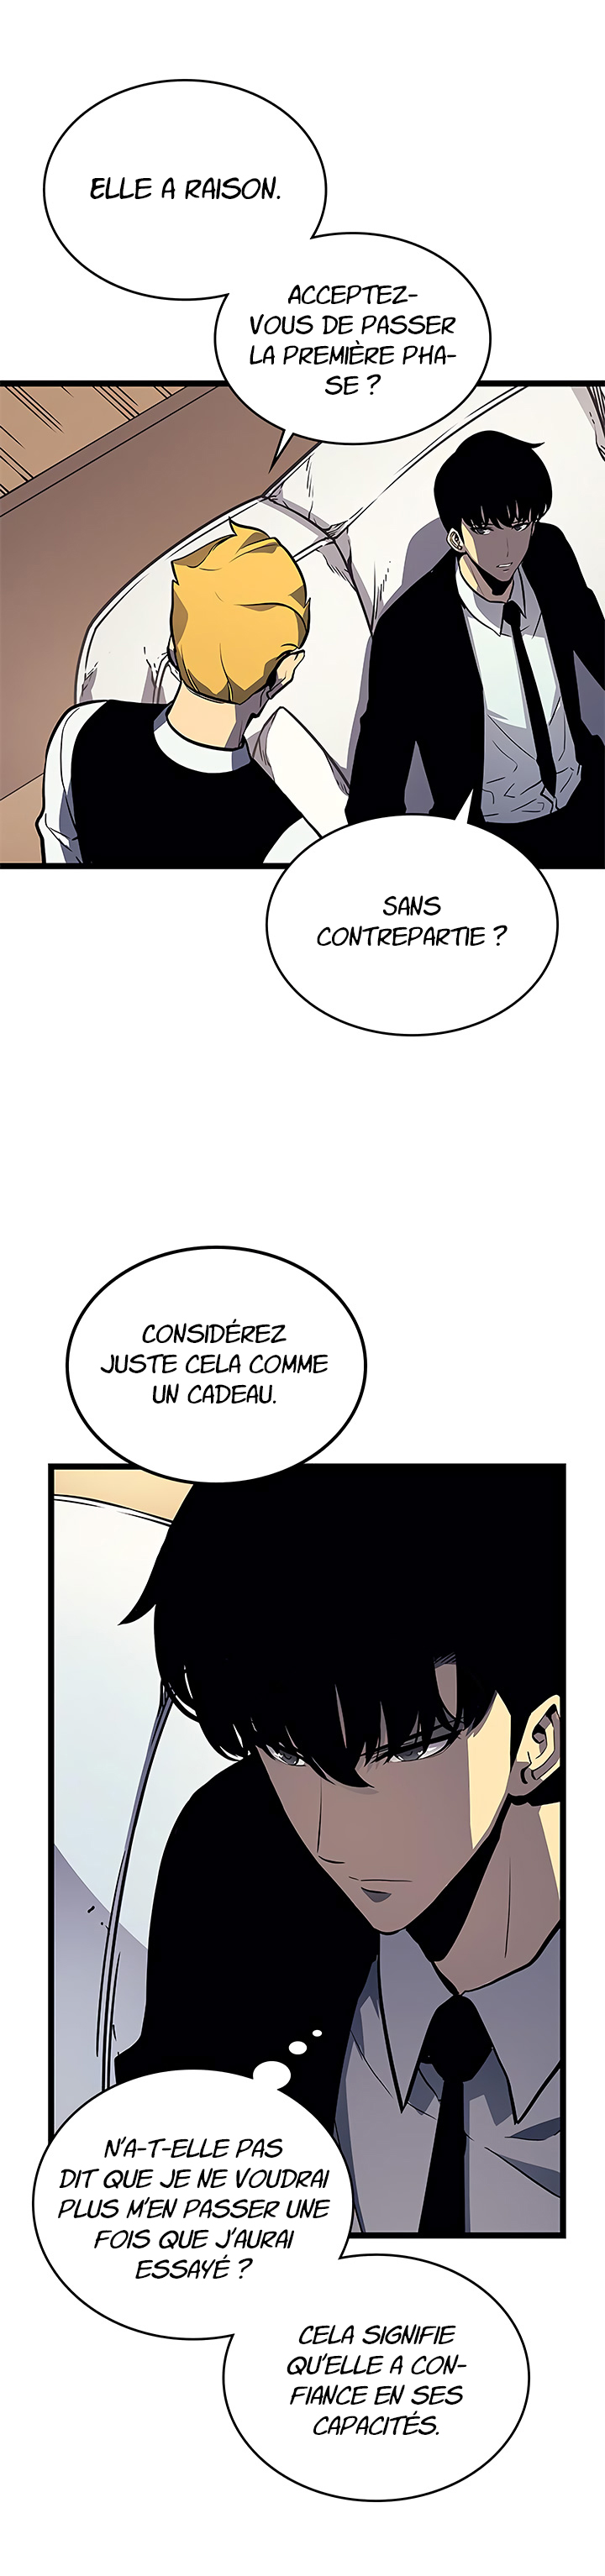 ELLE A RAISON.
ACCEPTEZ-
VOUS DE PASSER
LA PREMIÈRE PHA-
SE ?
SANS
CONTREPARTIE ?
CONSIDÉREZ
JUSTE CELA COMME
UN CADEAU.
N'A-T-ELLE PAS
DIT QUE JE NE VOUDRAI
PLUS M'EN PASSER UNE
FOIS QUE J'AURAI
ESSAYÉ ?
CELA SIGNIFIE
QU'ELLE A CON-
FIANCE EN SES
CAPACITÉS.